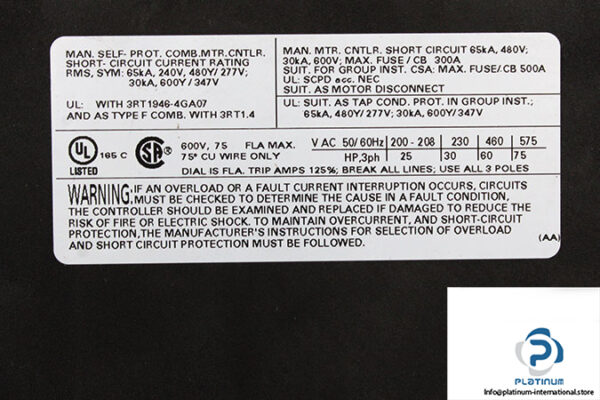 MAN. SELF- PROT. COMB.MTR.CNTLR.
SHORT- CIRCUIT CURRENT RATING
RMS, SYM: 65kA, 240V, 480Y/ 277V;
30kA, 600Y / 347V
UL: WITH 3RT1946-4GA07
AND AS TYPE F COMB. WITH 3RT1.4
MAN. MTR. CNTLR. SHORT CIRCUIT 65kA, 480V;
30kA, 600V; MAX. FUSE / CB 300A
SUIT. FOR GROUP INST. CSA: MAX. FUSE/.CB 500A
UL: SCPD acc. NEC
SUIT. AS MOTOR DISCONNECT
UL: SUIT. AS TAP COND. PROT. IN GROUP INST.;
65kA, 480Y/ 277V; 30kA, 600Y/ 347V
UL
LISTED
165 C
SA
600V, 75 FLA MAX.
75° CU WIRE ONLY
V AC 50/ 60Hz 200 - 208 230 460 575
HP,3ph 25 30 60 75
DIAL IS FLA. TRIP AMPS 125%; BREAK ALL LINES; USE ALL 3 POLES
WARNING: IF AN OVERLOAD OR A FAULT CURRENT INTERRUPTION OCCURS, CIRCUITS
MUST BE CHECKED TO DETERMINE THE CAUSE IN A FAULT CONDITION,
THE CONTROLLER SHOULD BE EXAMINED AND REPLACED IF DAMAGED TO REDUCE THE
RISK OF FIRE OR ELECTRIC SHOCK. TO MAINTAIN OVERCURRENT, AND SHORT-CIRCUIT
PROTECTION,THE MANUFACTURER'S INSTRUCTIONS FOR SELECTION OF OVERLOAD
AND SHORT CIRCUIT PROTECTION MUST BE FOLLOWED.
(AA)
PLATINUM
Info@platinum-international.store